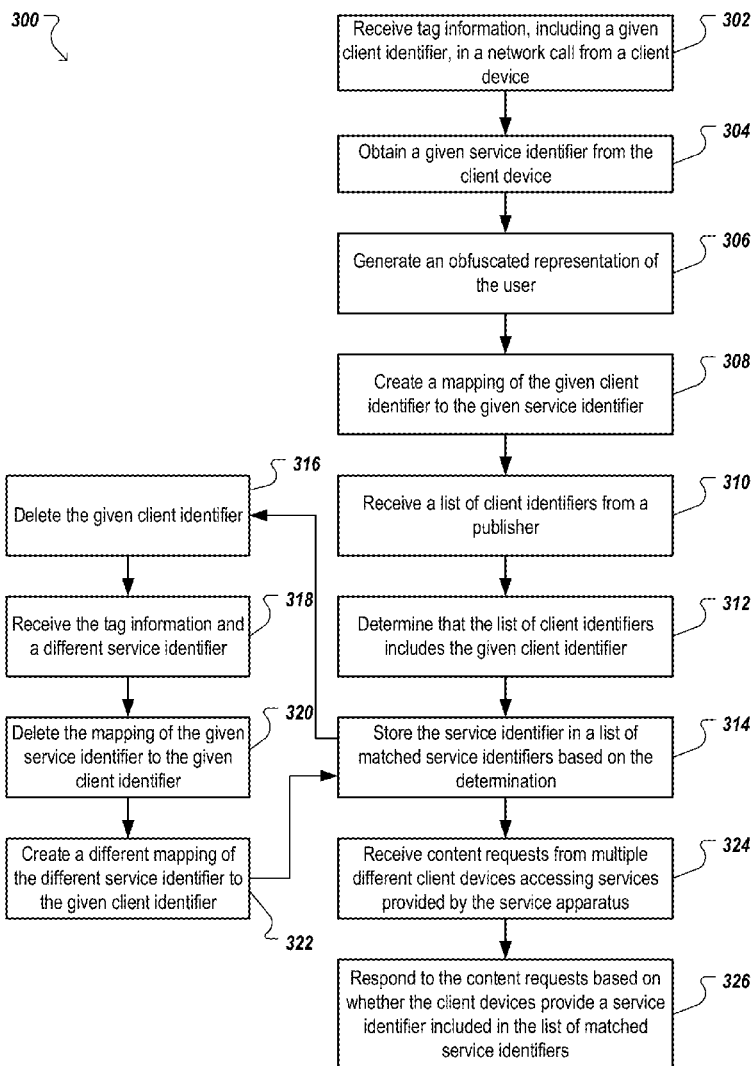 300
Receive tag information, including a given
client identifier, in a network call from a client
device
302
Obtain a given service identifier from the
client device
304
Generate an obfuscated representation of
the user
306
Create a mapping of the given client
identifier to the given service identifier
308
Receive a list of client identifiers from a
publisher
310
Determine that the list of client identifiers
includes the given client identifier
312
Store the service identifier in a list of
matched service identifiers based on the
determination
314
Delete the given client identifier
316
Receive the tag information and
a different service identifier
318
Delete the mapping of the given
service identifier to the given
client identifier
320
Create a different mapping of
the different service identifier to
the given client identifier
322
Receive content requests from multiple
different client devices accessing services
provided by the service apparatus
324
Respond to the content requests based on
whether the client devices provide a service
identifier included in the list of matched
service identifiers
326